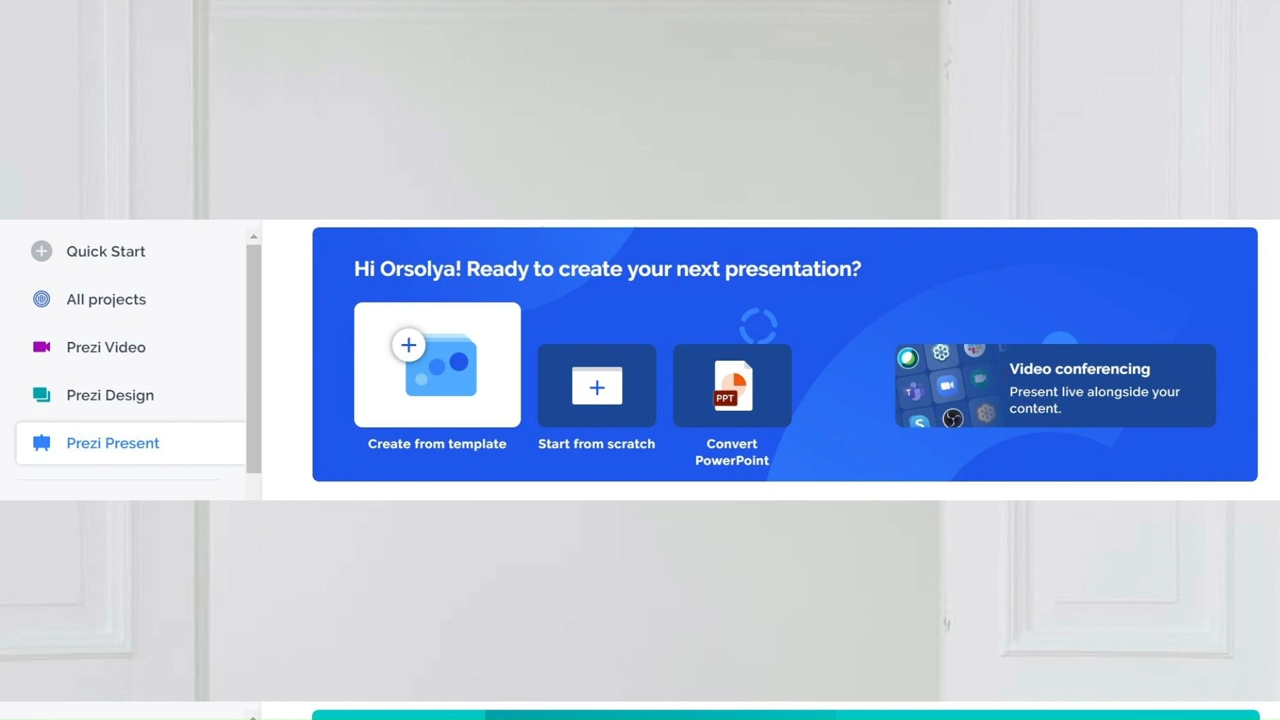 Quick Start
All projects
Prezi Video
Prezi Design
Prezi Present
Hi Orsolya! Ready to create your next presentation?
Create from template
Start from scratch
PPT
Convert
PowerPoint
Video conferencing
Present live alongside your
content.